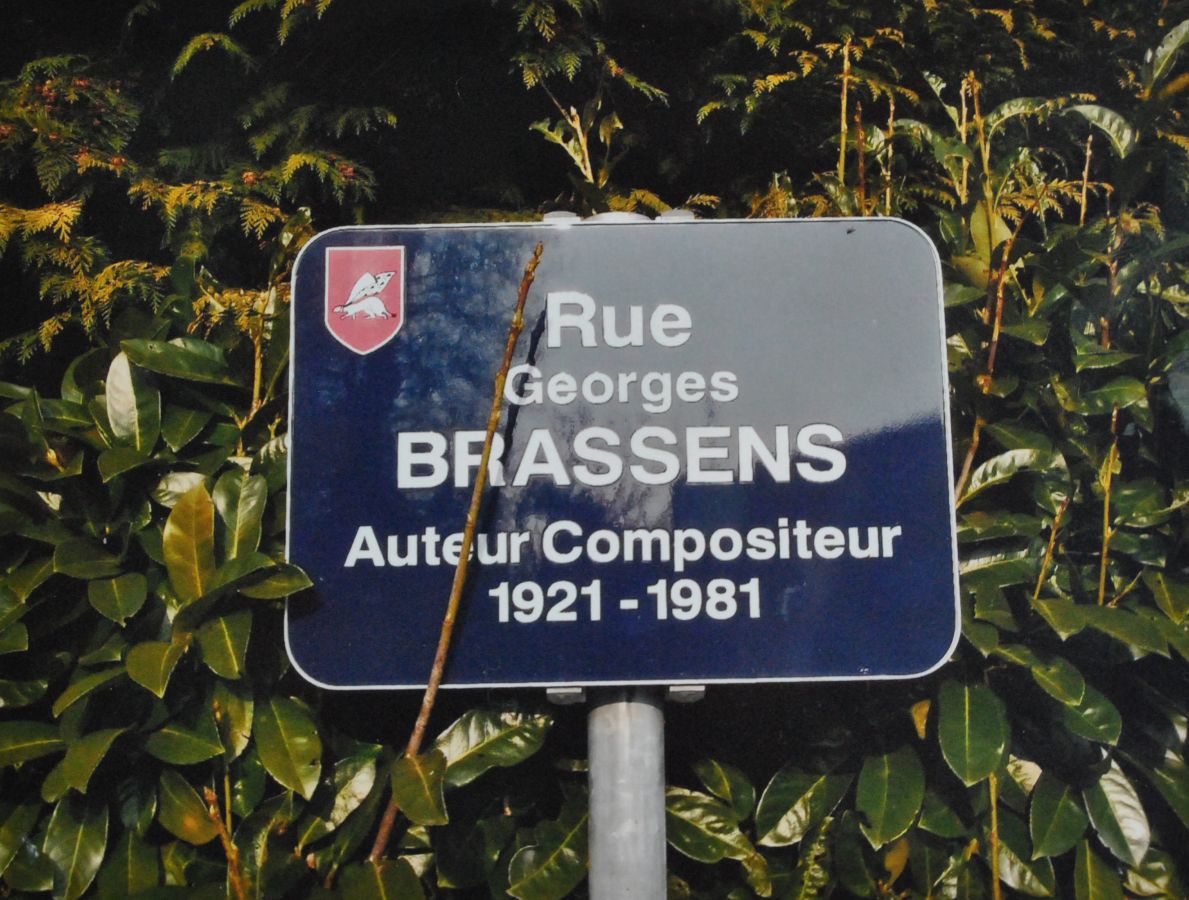 Rue
Georges
BRASSENS
Auteur Compositeur
1921 - 1981